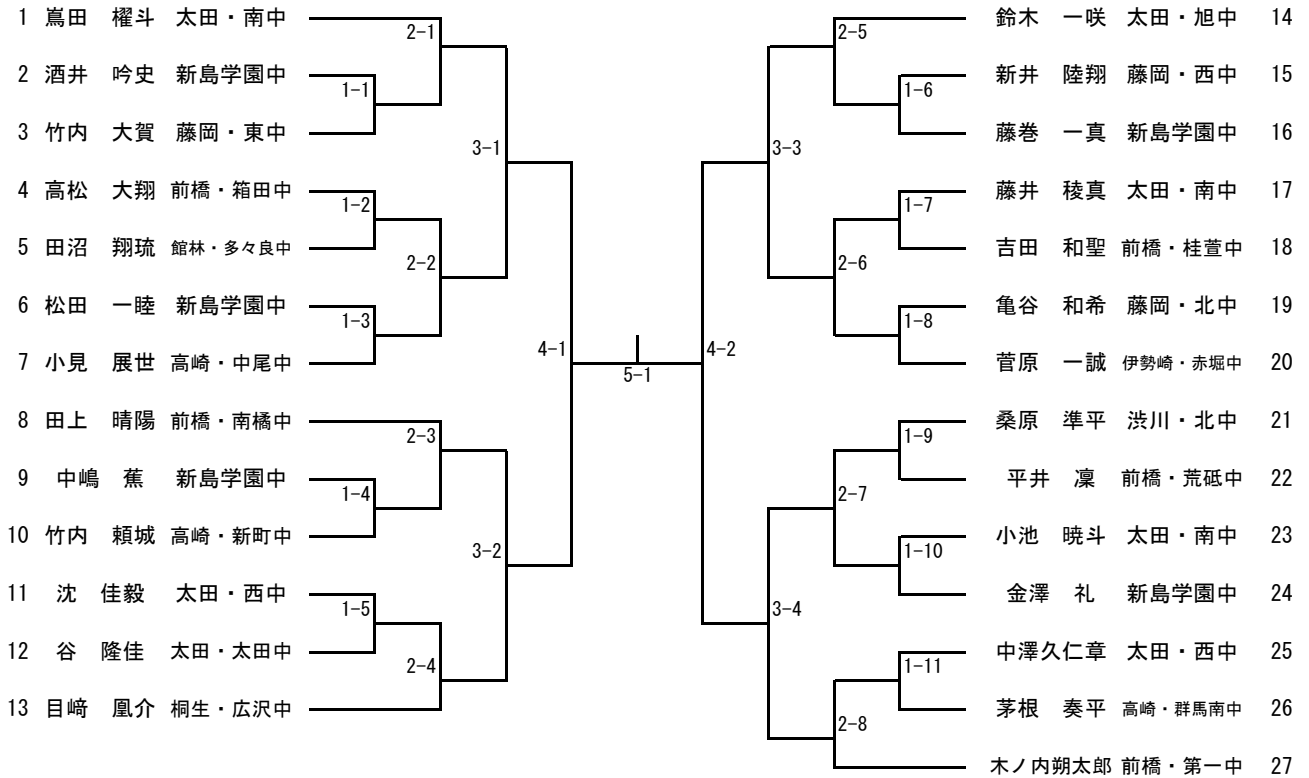 1 嶌田 櫂斗 太田・南中
2 酒井 吟史 新島学園中
3 竹内 大賀 藤岡・東中
4 高松 大翔 前橋・箱田中
5 田沼 翔琉 館林・多々良中
6 松田 一睦 新島学園中
7 小見 展世 高崎・中尾中
8 田上 晴陽 前橋・南橘中
9 中嶋 蕉 新島学園中
10 竹内 頼城 高崎・新町中
11 沈 佳毅 太田・西中
12 谷 隆佳 太田・太田中
13 目﨑 凰介 桐生・広沢中
1-1
1-2
1-3
1-4
1-5
2-1
2-2
2-3
2-4
3-1
3-2
4-1
5-1
4-2
3-3
3-4
2-5
2-6
2-7
2-8
1-6
1-7
1-8
1-9
1-10
1-11
鈴木 一咲 太田・旭中 14
新井 陸翔 藤岡・西中 15
藤巻 一真 新島学園中 16
藤井 稜真 太田・南中 17
吉田 和聖 前橋・桂萱中 18
亀谷 和希 藤岡・北中 19
菅原 一誠 伊勢崎・赤堀中 20
桑原 準平 渋川・北中 21
平井 凜 前橋・荒砥中 22
小池 暁斗 太田・南中 23
金澤 礼 新島学園中 24
中澤久仁章 太田・西中 25
茅根 奏平 高崎・群馬南中 26
木ノ内朔太郎 前橋・第一中 27